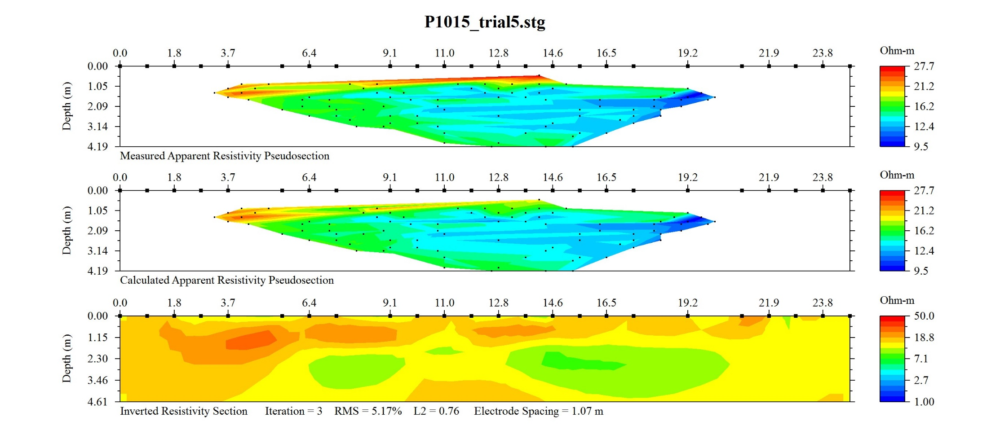 P1015_trial5.stg
0.0 1.8 3.7 6.4 9.1 11.0 12.8 14.6 16.5 19.2 21.9 23.8
Ohm-m
0.00
1.05
2.09
3.14
4.19
Depth (m)
27.7
21.2
16.2
12.4
9.5
Measured Apparent Resistivity Pseudosection
0.0 1.8 3.7 6.4 9.1 11.0 12.8 14.6 16.5 19.2 21.9 23.8
Ohm-m
0.00
1.05
2.09
3.14
4.19
Depth (m)
27.7
21.2
16.2
12.4
9.5
Calculated Apparent Resistivity Pseudosection
0.0 1.8 3.7 6.4 9.1 11.0 12.8 14.6 16.5 19.2 21.9 23.8
Ohm-m
0.00
1.15
2.30
3.46
4.61
Depth (m)
50.0
18.8
7.1
2.7
1.00
Inverted Resistivity Section Iteration = 3 RMS = 5.17% L2 = 0.76 Electrode Spacing = 1.07 m